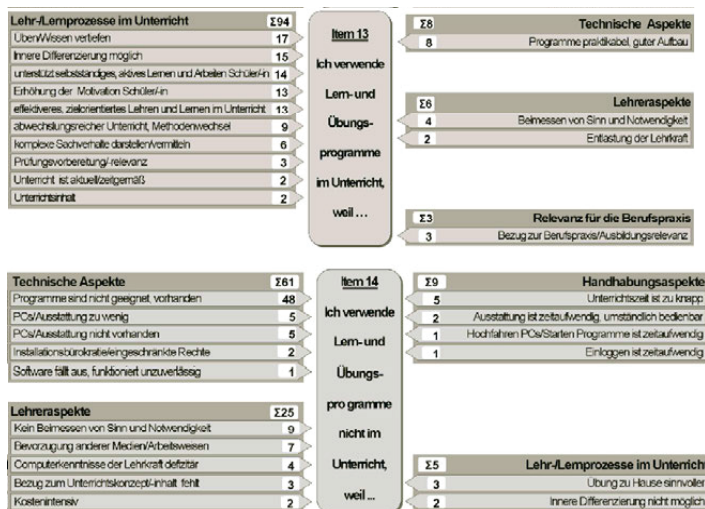 Lehr-/Lernprozesse im Unterricht Σ94
Üben/Wissen vertiefen 17
Innere Differenzierung möglich 15
unterstützt selbstständiges, aktives Lernen und Arbeiten Schüler/-in 14
Erhöhung der Motivation Schüler/-in 13
effektiveres, zielorientiertes Lehren und Lernen im Unterricht 13
abwechslungsreicher Unterricht, Methodenwechsel 9
komplexe Sachverhalte darstellen/vermitteln 6
Prüfungsvorbereitung/-relevanz 3
Unterricht ist aktuell/zeitgemäß 2
Unterrichtsinhalt 2
Item 13
Ich verwende
Lern- und
Übungs-
programme
im Unterricht,
weil ...
Σ8 Technische Aspekte
8 Programme praktikabel, guter Aufbau
Σ6 Lehreraspekte
4 Beimessen von Sinn und Notwendigkeit
2 Entlastung der Lehrkraft
Σ3 Relevanz für die Berufspraxis
3 Bezug zur Berufspraxis/Ausbildungsrelevanz
Technische Aspekte Σ61
Programme sind nicht geeignet, vorhanden 48
PCs/Ausstattung zu wenig 5
PCs/Ausstattung nicht vorhanden 5
Installationsbürokratie/eingeschränkte Rechte 2
Software fällt aus, funktioniert unzuverlässig 1
Lehreraspekte Σ25
Kein Beimessen von Sinn und Notwendigkeit 9
Bevorzugung anderer Medien/Arbeitsweisen 7
Computerkenntnisse der Lehrkraft defizitär 4
Bezug zum Unterrichtskonzept/-inhalt fehlt 3
Kostenintensiv 2
Item 14
Ich verwende
Lern- und
Übungs-
pro gramme
nicht im
Unterricht,
weil ...
Σ9 Handhabungsaspekte
5 Unterrichtszeit ist zu knapp
2 Ausstattung ist zeitaufwendig, umständlich bedienbar
1 Hochfahren PCs/Starten Programme ist zeitaufwendig
1 Einloggen ist zeitaufwendig
Σ5 Lehr-/Lernprozesse im Unterrich
3 Übung zu Hause sinnvoller
2 Innere Differenzierung nicht möglich